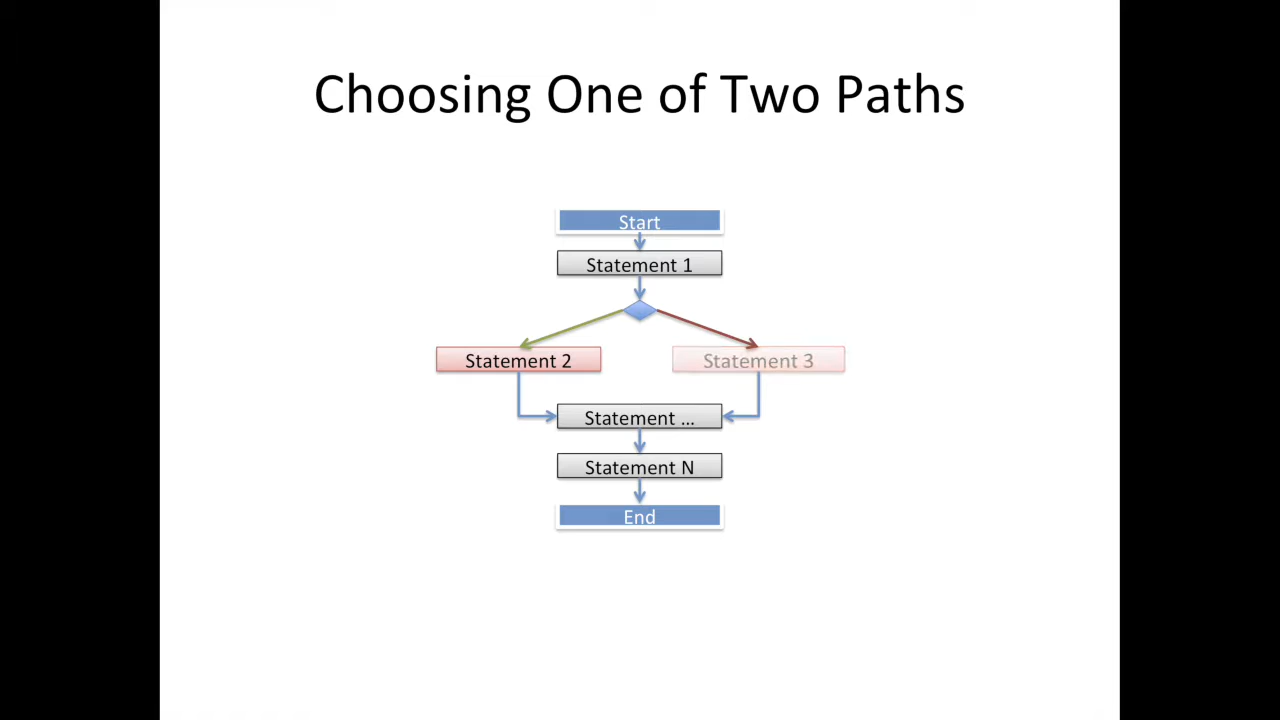 Choosing One of Two Paths
Start
Statement 1
Statement 2
Statement 3
Statement ...
Statement N
End